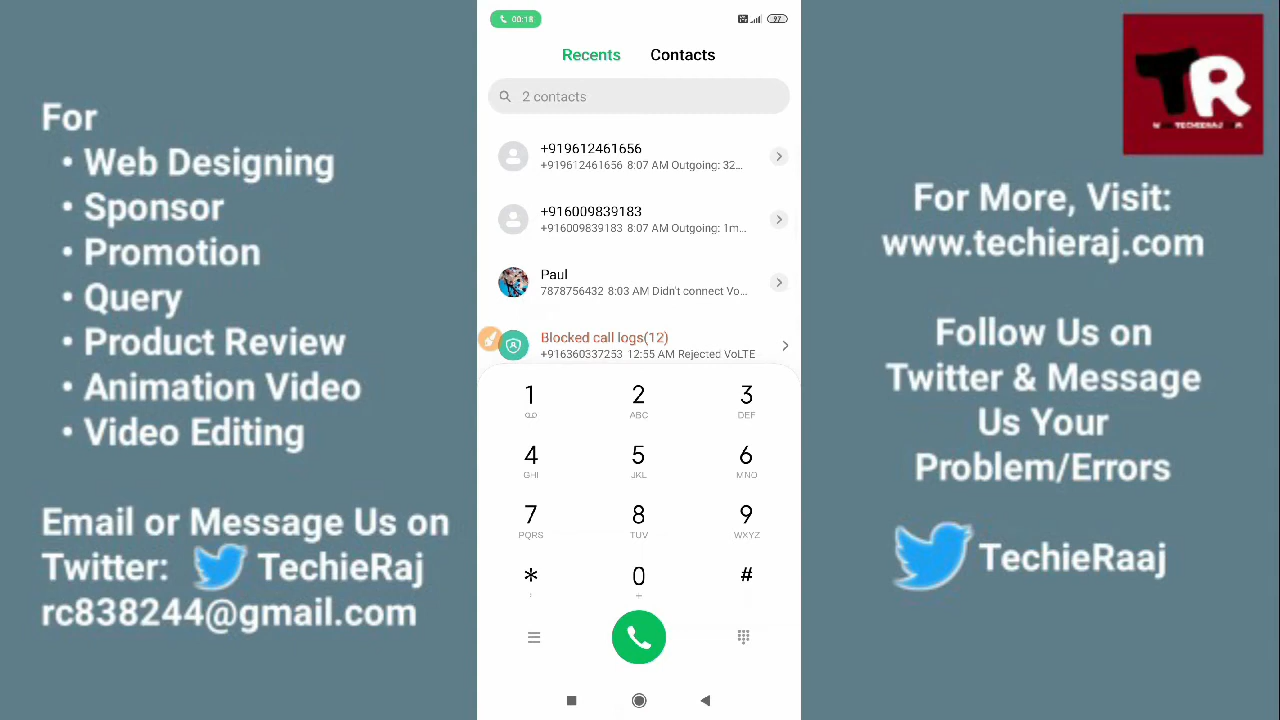 For
• Web Designing
• Sponsor
• Promotion
• Query
• Product Review
• Animation Video
• Video Editing
Email or Message Us on
Twitter: TechieRaj
rc838244@gmail.com
00:18
97
Recents Contacts
2 contacts
+919612461656
+919612461656 8:07 AM Outgoing: 32...
+916009839183
+916009839183 8:07 AM Outgoing: 1m...
Paul
7878756432 8:03 AM Didn't connect Vo...
Blocked call logs(12)
+916360337253 12:55 AM Rejected VoLTE
1 2 3
ABC DEF
4 5 6
GHI JKL MNO
7 8 9
PQRS TUV WXYZ
* 0 #
, +
TR
For More, Visit:
www.techieraj.com
Follow Us on
Twitter & Message
Us Your
Problem/Errors
TechieRaaj